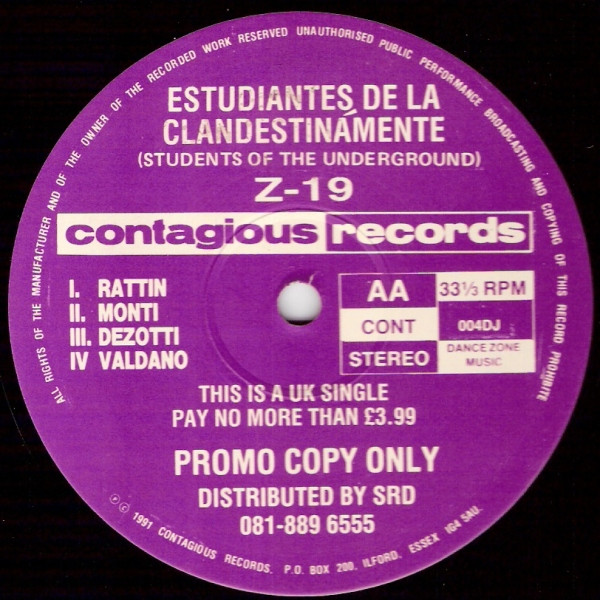 ALL RIGHTS OF THE MANUFACTURER AND OF THE OWNER OF THE RECORDED WORK RESERVED UNAUTHORISED PUBLIC PERFORMANCE BROADCASTING AND COPYING OF THIS RECORD PROHIBITE
ESTUDIANTES DE LA
CLANDESTINÁMENTE
(STUDENTS OF THE UNDERGROUND)
Z-19
contagious records
I. RATTIN
II. MONTI
III. DEZOTTI
IV VALDANO
AA 33⅓ RPM
CONT 004DJ
STEREO DANCE ZONE
MUSIC
THIS IS A UK SINGLE
PAY NO MORE THAN £3.99
PROMO COPY ONLY
DISTRIBUTED BY SRD
081-889 6555
Ⓟ © 1991 CONTAGIOUS RECORDS. P.O. BOX 200, ILFORD, ESSEX IG4 5AU.